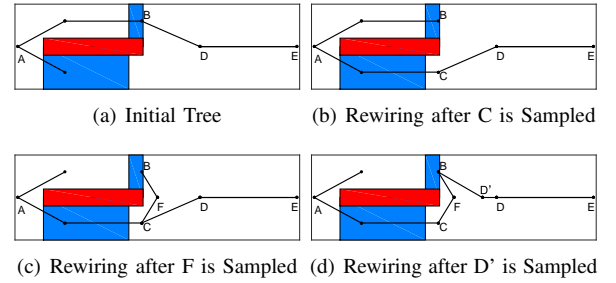 B
A
D
E
(a) Initial Tree
B
A
C
D
E
(b) Rewiring after C is Sampled
B
A
F
C
D
E
(c) Rewiring after F is Sampled
B
A
F
D'
D
E
C
(d) Rewiring after D’ is Sampled